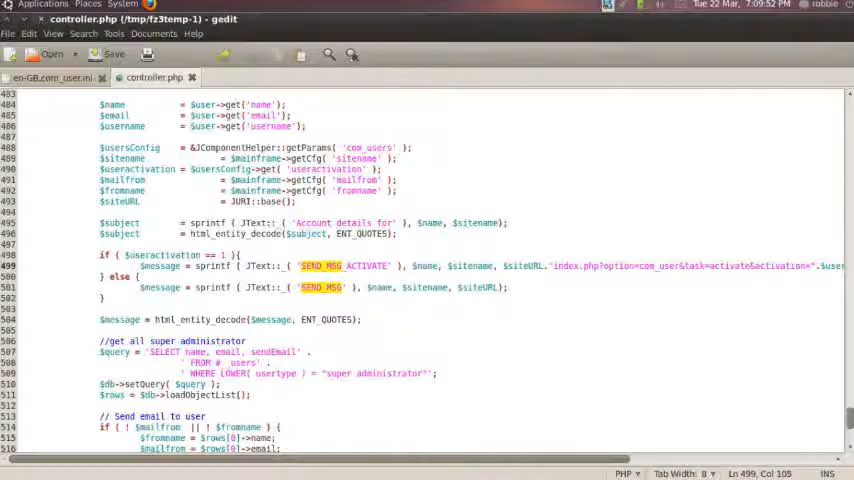 Applications Places System Tue 22 Mar, 7:09:52 PM robbie
controller.php (/tmp/fz3temp-1) - gedit
File Edit View Search Tools Documents Help
Open Save
en-GB.com_user.ini controller.php
483
484 $name = $user->get('name');
485 $email = $user->get('email');
486 $username = $user->get('username');
487
488 $usersConfig = &JComponentHelper::getParams( 'com_users' );
489 $sitename = $mainframe->getCfg( 'sitename' );
490 $useractivation = $usersConfig->get( 'useractivation' );
491 $mailfrom = $mainframe->getCfg( 'mailfrom' );
492 $fromname = $mainframe->getCfg( 'fromname' );
493 $siteURL = JURI::base();
494
495 $subject = sprintf ( JText::_( 'Account details for' ), $name, $sitename);
496 $subject = html_entity_decode($subject, ENT_QUOTES);
497
498 if ( $useractivation == 1 ){
499 $message = sprintf ( JText::_( 'SEND_MSG_ACTIVATE' ), $name, $sitename, $siteURL."index.php?option=com_user&task=activate&activation=".$user
500 } else {
501 $message = sprintf ( JText::_( 'SEND_MSG' ), $name, $sitename, $siteURL);
502 }
503
504 $message = html_entity_decode($message, ENT_QUOTES);
505
506 //get all super administrator
507 $query = 'SELECT name, email, sendEmail' .
508 ' FROM #__users' .
509 ' WHERE LOWER( usertype ) = "super administrator"';
510 $db->setQuery( $query );
511 $rows = $db->loadObjectList();
512
513 // Send email to user
514 if ( ! $mailfrom || ! $fromname ) {
515 $fromname = $rows[0]->name;
516 $mailfrom = $rows[0]->email;
PHP Tab Width: 8 Ln 499, Col 105 INS